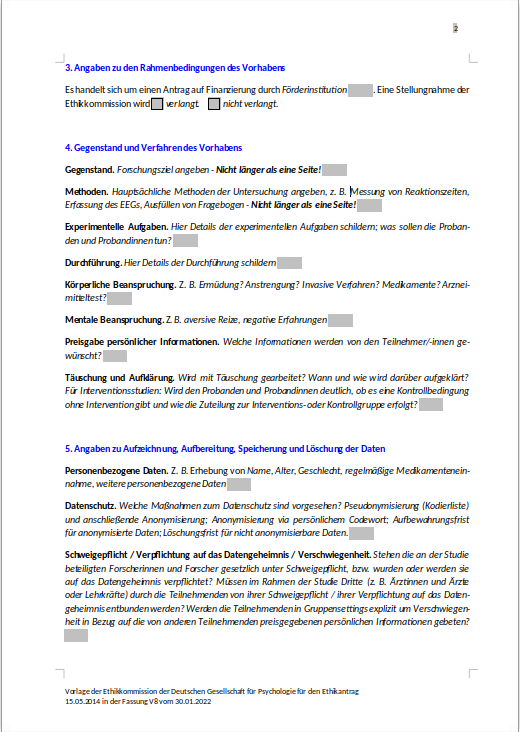 2
3. Angaben zu den Rahmenbedingungen des Vorhabens
Es handelt sich um einen Antrag auf Finanzierung durch Förderinstitution . Eine Stellungnahme der
Ethikkommission wird verlangt. nicht verlangt.
4. Gegenstand und Verfahren des Vorhabens
Gegenstand. Forschungsziel angeben - Nicht länger als eine Seite!
Methoden. Hauptsächliche Methoden der Untersuchung angeben, z. B. Messung von Reaktionszeiten,
Erfassung des EEGs, Ausfüllen von Fragebogen - Nicht länger als eine Seite!
Experimentelle Aufgaben. Hier Details der experimentellen Aufgaben schildern; was sollen die Proban-
den und Probandinnen tun?
Durchführung. Hier Details der Durchführung schildern
Körperliche Beanspruchung. Z. B. Ermüdung? Anstrengung? Invasive Verfahren? Medikamente? Arznei-
mitteltest?
Mentale Beanspruchung. Z. B. aversive Reize, negative Erfahrungen
Preisgabe persönlicher Informationen. Welche Informationen werden von den Teilnehmer/-innen ge-
wünscht?
Täuschung und Aufklärung. Wird mit Täuschung gearbeitet? Wann und wie wird darüber aufgeklärt?
Für Interventionsstudien: Wird den Probanden und Probandinnen deutlich, ob es eine Kontrollbedingung
ohne Intervention gibt und wie die Zuteilung zur Interventions- oder Kontrollgruppe erfolgt?
5. Angaben zu Aufzeichnung, Aufbereitung, Speicherung und Löschung der Daten
Personenbezogene Daten. Z. B. Erhebung von Name, Alter, Geschlecht, regelmäßige Medikamentenein-
nahme, weitere personenbezogene Daten
Datenschutz. Welche Maßnahmen zum Datenschutz sind vorgesehen? Pseudonymisierung (Kodierliste)
und anschließende Anonymisierung; Anonymisierung via persönlichem Codewort; Aufbewahrungsfrist
für anonymisierte Daten; Löschungsfrist für nicht anonymisierbare Daten.
Schweigepflicht / Verpflichtung auf das Datengeheimnis / Verschwiegenheit. Stehen die an der Studie
beteiligten Forscherinnen und Forscher gesetzlich unter Schweigepflicht, bzw. wurden oder werden sie
auf das Datengeheimnis verpflichtet? Müssen im Rahmen der Studie Dritte (z. B. Ärztinnen und Ärzte
oder Lehrkräfte) durch die Teilnehmenden von ihrer Schweigepflicht / ihrer Verpflichtung auf das Daten-
geheimnis entbunden werden? Werden die Teilnehmenden in Gruppensettings explizit um Verschwiegen-
heit in Bezug auf die von anderen Teilnehmenden preisgegebenen persönlichen Informationen gebeten?
Vorlage der Ethikkommission der Deutschen Gesellschaft für Psychologie für den Ethikantrag
15.05.2014 in der Fassung V8 vom 30.01.2022